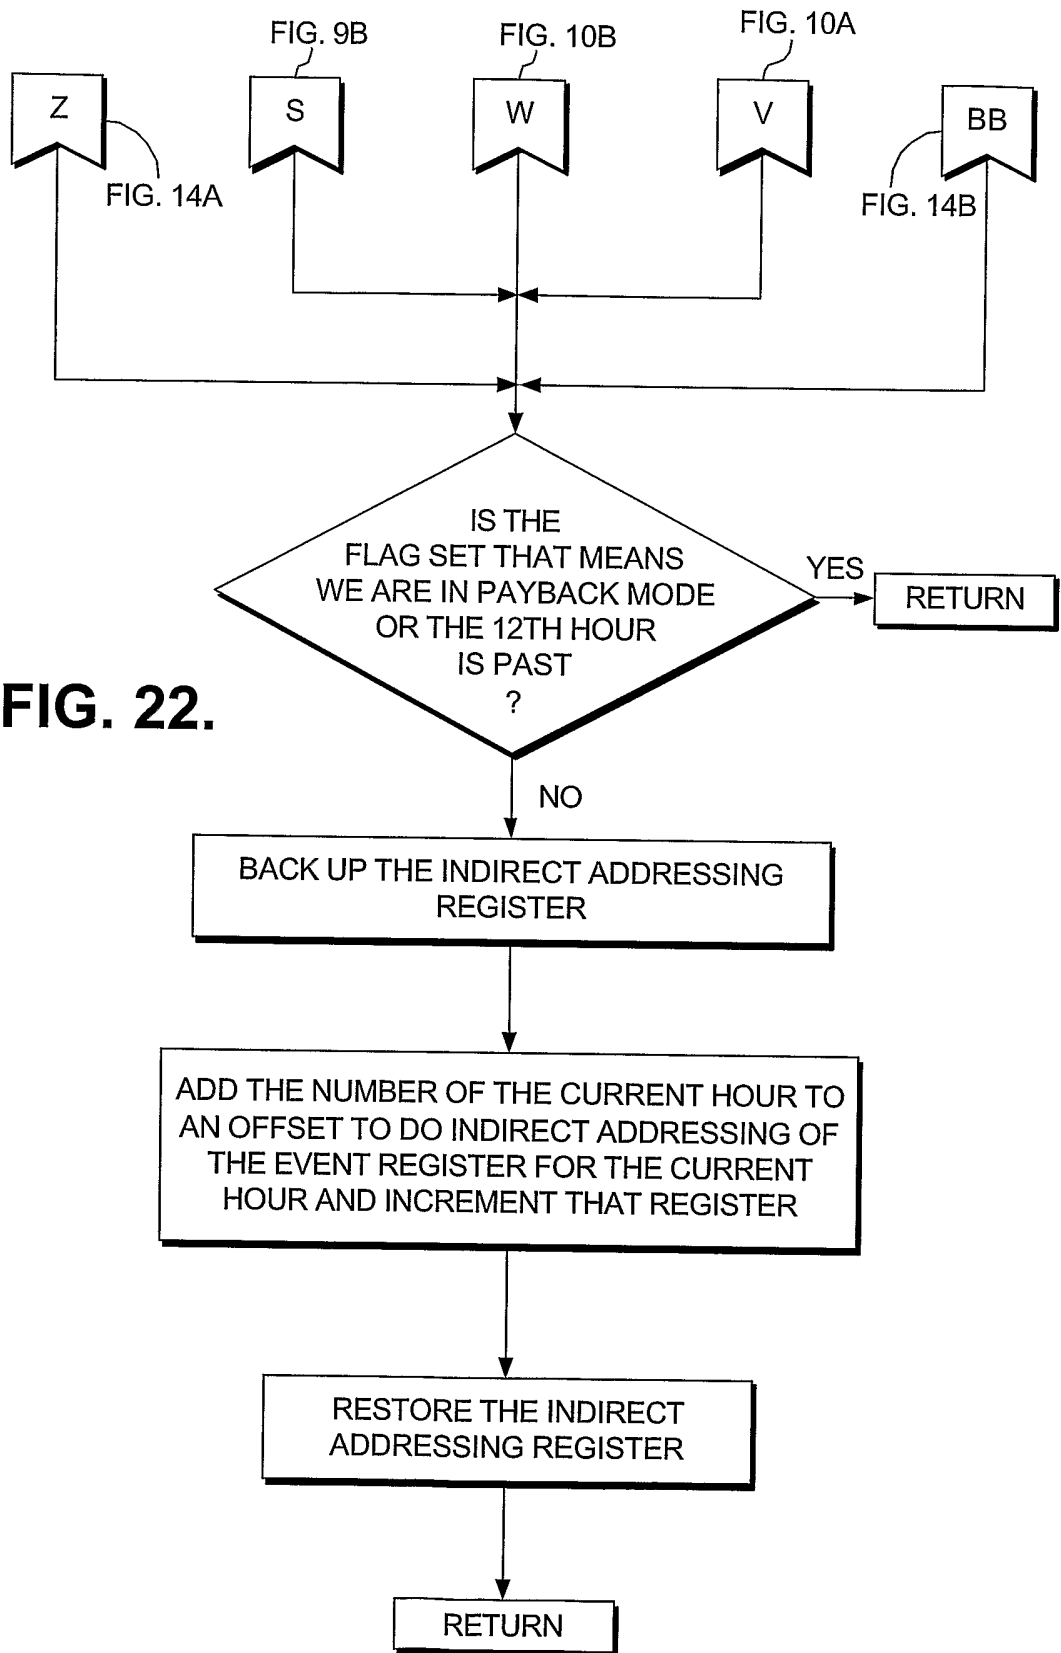 FIG. 9B
FIG. 10B
FIG. 10A
Z
S
W
V
BB
FIG. 14A
FIG. 14B
IS THE
FLAG SET THAT MEANS
WE ARE IN PAYBACK MODE
OR THE 12TH HOUR
IS PAST
?
YES
RETURN
FIG. 22.
NO
BACK UP THE INDIRECT ADDRESSING
REGISTER
ADD THE NUMBER OF THE CURRENT HOUR TO
AN OFFSET TO DO INDIRECT ADDRESSING OF
THE EVENT REGISTER FOR THE CURRENT
HOUR AND INCREMENT THAT REGISTER
RESTORE THE INDIRECT
ADDRESSING REGISTER
RETURN